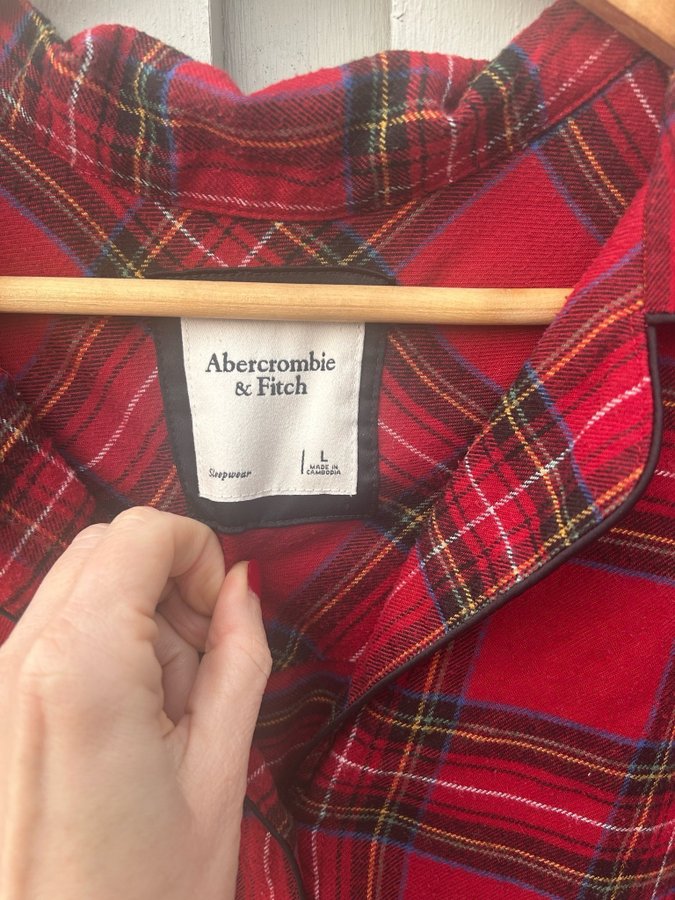 Abercrombie
& Fitch
Sleepwear
L
MADE IN
CAMBODIA